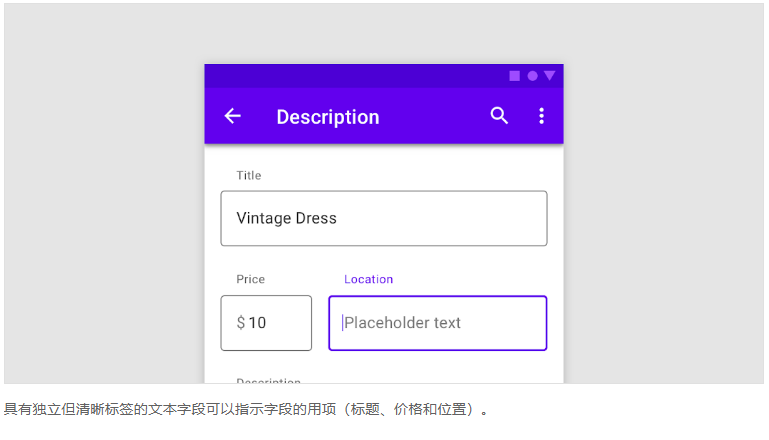 Description
Title
Vintage Dress
Price Location
$ 10 Placeholder text
Description
具有独立但清晰标签的文本字段可以指示字段的用项（标题、价格和位置）。